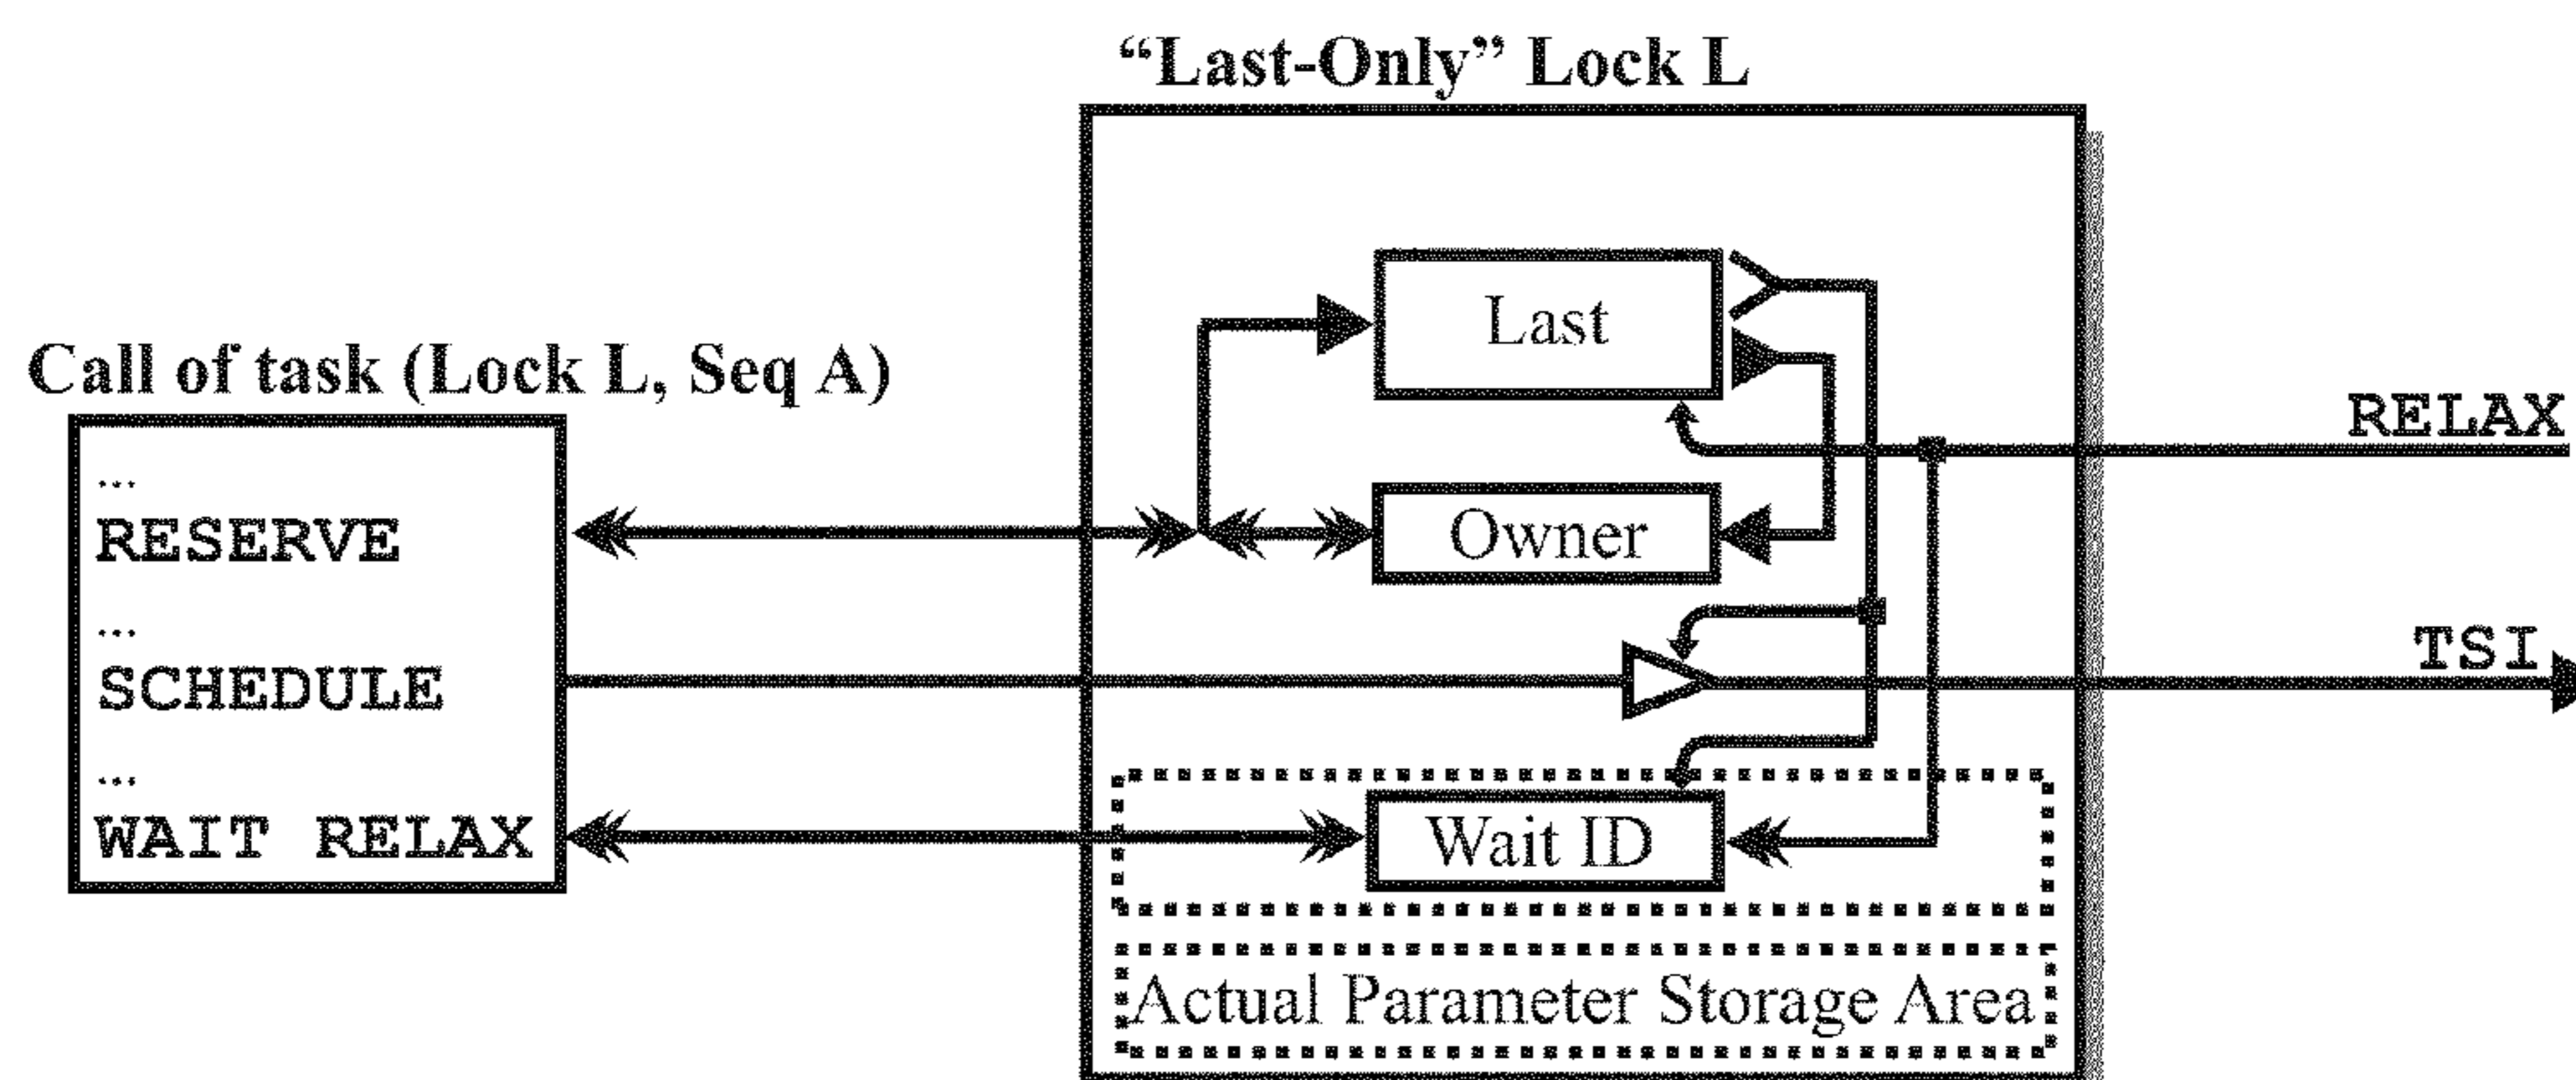 “Last-Only” Lock L
Call of task (Lock L, Seq A)
...
RESERVE
...
SCHEDULE
...
WAIT RELAX
Last
Owner
Wait ID
Actual Parameter Storage Area
RELAX
TSI